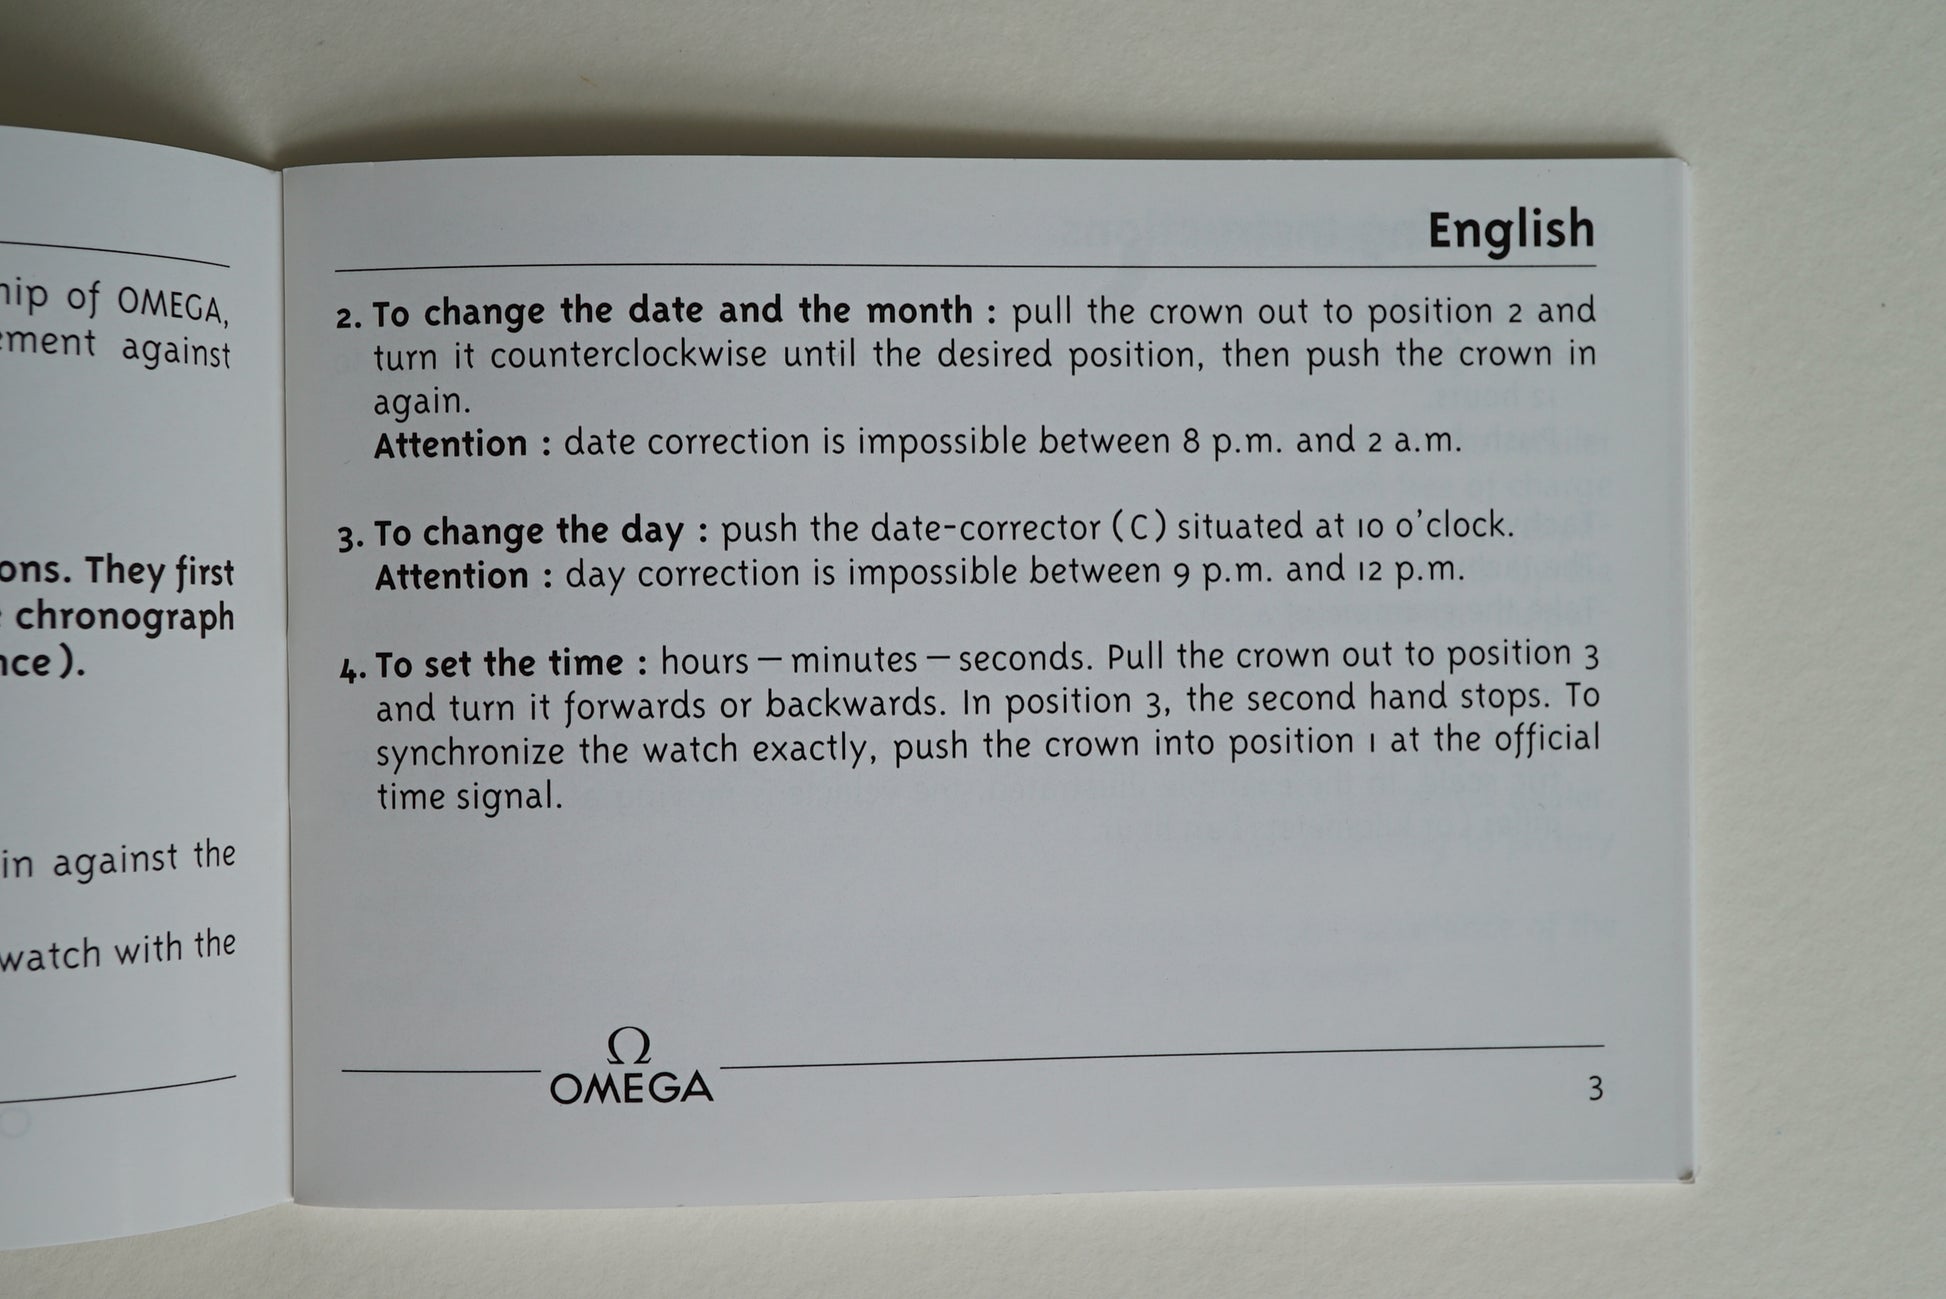 of OMEGA,
against
They first
chronograph
in against the
watch with the
English
2. To change the date and the month : pull the crown out to position 2 and
turn it counterclockwise until the desired position, then push the crown in
again.
Attention : date correction is impossible between 8 p.m. and 2 a.m.
3. To change the day : push the date-corrector (C) situated at 10 o'clock.
Attention : day correction is impossible between 9 p.m. and 12 p.m.
4. To set the time : hours – minutes – seconds. Pull the crown out to position 3
and turn it forwards or backwards. In position 3, the second hand stops. To
synchronize the watch exactly, push the crown into position 1 at the official
time signal.
Ω
OMEGA
3